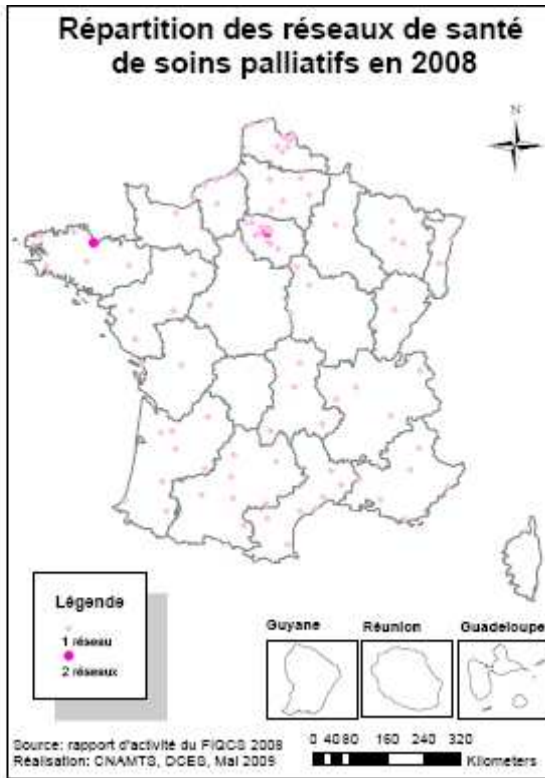 Répartition des réseaux de santé
de soins palliatifs en 2008
N
Légende
1 réseau
2 réseaux
Guyane
Réunion
Guadeloupe
Source: rapport d'activité du FIQCS 2008
Réalisation: CNAMTS, DCES, Mai 2009
0 40 80 160 240 320
Kilometers